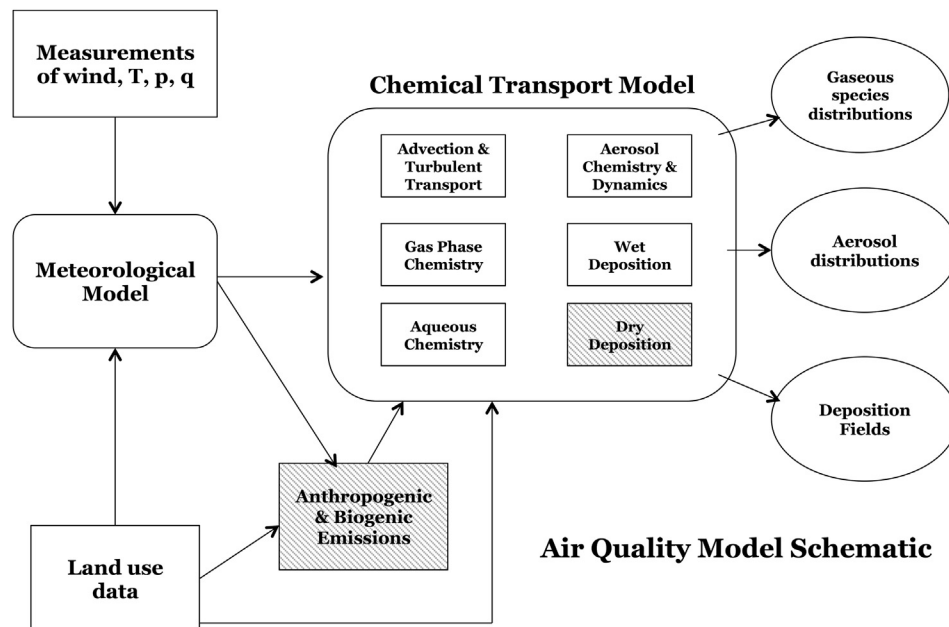 Measurements
of wind, T, p, q
Chemical Transport Model
Gaseous
species
distributions
Advection &
Turbulent
Transport
Aerosol
Chemistry &
Dynamics
Meteorological
Model
Gas Phase
Chemistry
Wet
Deposition
Aerosol
distributions
Aqueous
Chemistry
Dry
Deposition
Deposition
Fields
Anthropogenic
& Biogenic
Emissions
Land use
data
Air Quality Model Schematic